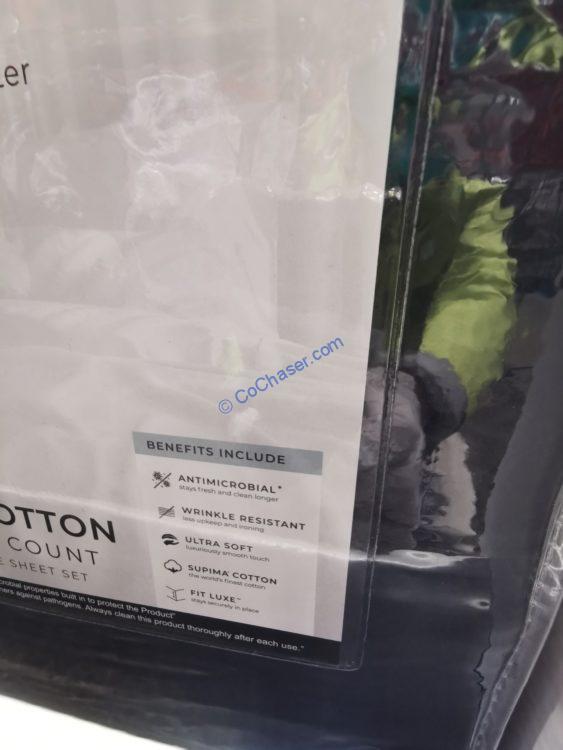 er
© CoChaser.com
BENEFITS INCLUDE
ANTIMICROBIAL*
stays fresh and clean longer
WRINKLE RESISTANT
less upkeep and ironing
ULTRA SOFT
luxuriously smooth touch
SUPIMA COTTON
the world's finest cotton
FIT LUXE™
stays securely in place
OTTON
COUNT
E SHEET SET
crobial properties built in to protect the Product*
hers against pathogens. Always clean this product thoroughly after each use.*